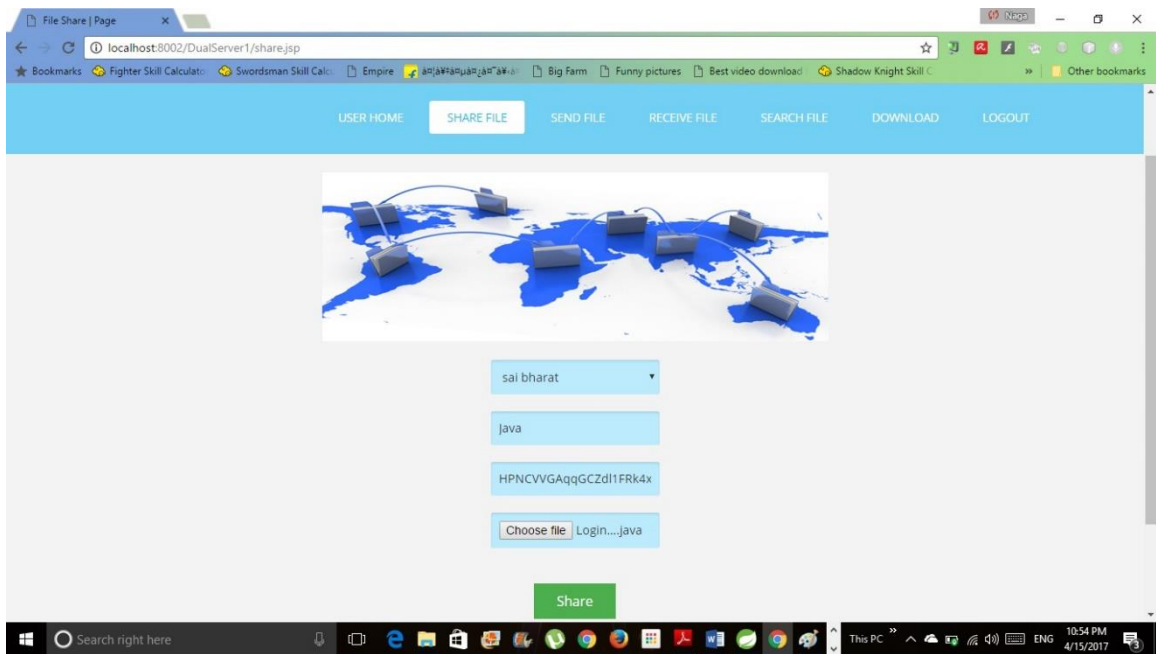 File Share | Page
Naga
localhost:8002/DualServer1/share.jsp
Bookmarks Fighter Skill Calculato Swordsman Skill Calc Empire Big Farm Funny pictures Best video download Shadow Knight Skill C » Other bookmarks
USER HOME SHARE FILE SEND FILE RECEIVE FILE SEARCH FILE DOWNLOAD LOGOUT
sai bharat
Java
HPNCVVGAqqGCZdl1FRk4x
Choose file Login....java
Share
Search right here This PC » ENG 10:54 PM
4/15/2017